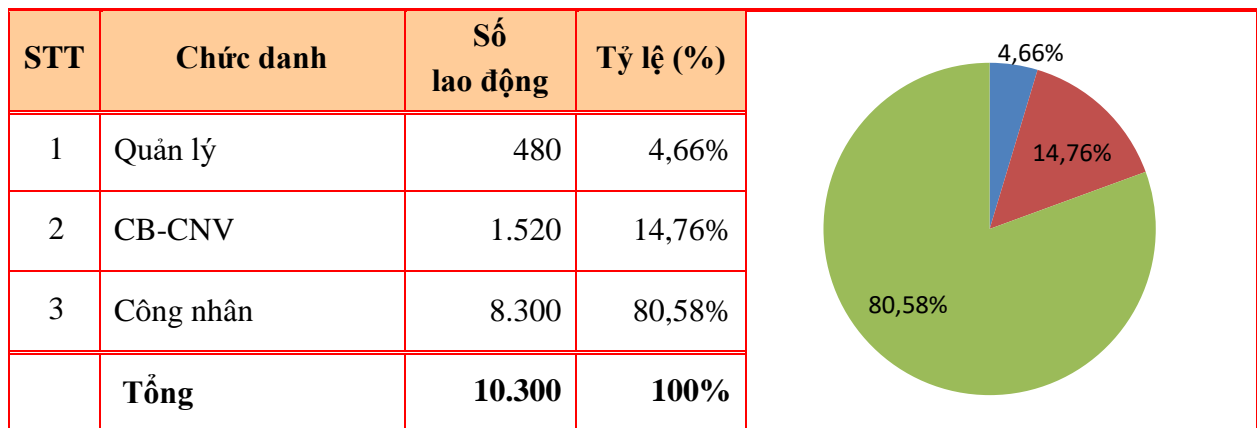 STT Chức danh Số lao động Tỷ lệ (%)
1 Quản lý 480 4,66%
2 CB-CNV 1.520 14,76%
3 Công nhân 8.300 80,58%
Tổng 10.300 100%
4,66%
14,76%
80,58%